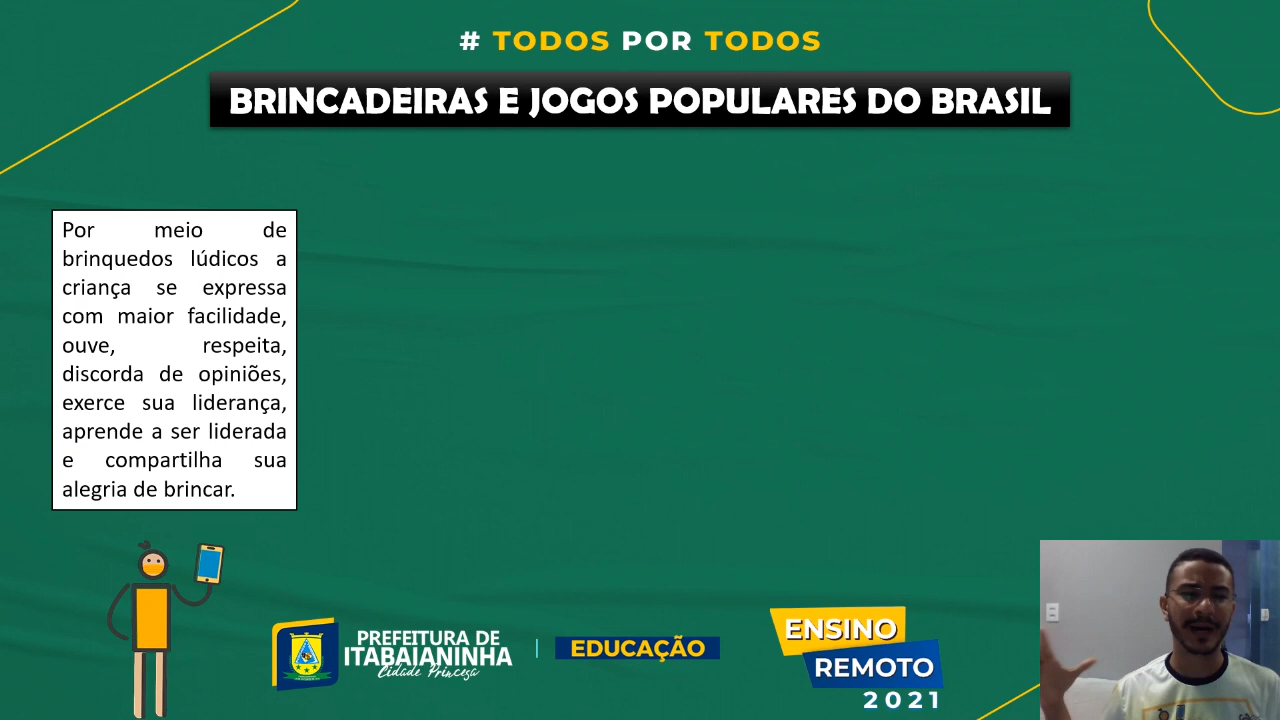 # TODOS POR TODOS
BRINCADEIRAS E JOGOS POPULARES DO BRASIL
Por meio de
brinquedos lúdicos a
criança se expressa
com maior facilidade,
ouve, respeita,
discorda de opiniões,
exerce sua liderança,
aprende a ser liderada
e compartilha sua
alegria de brincar.
PREFEITURA DE
ITABAIANINHA
Cidade Princesa
EDUCAÇÃO
ENSINO
REMOTO
2021